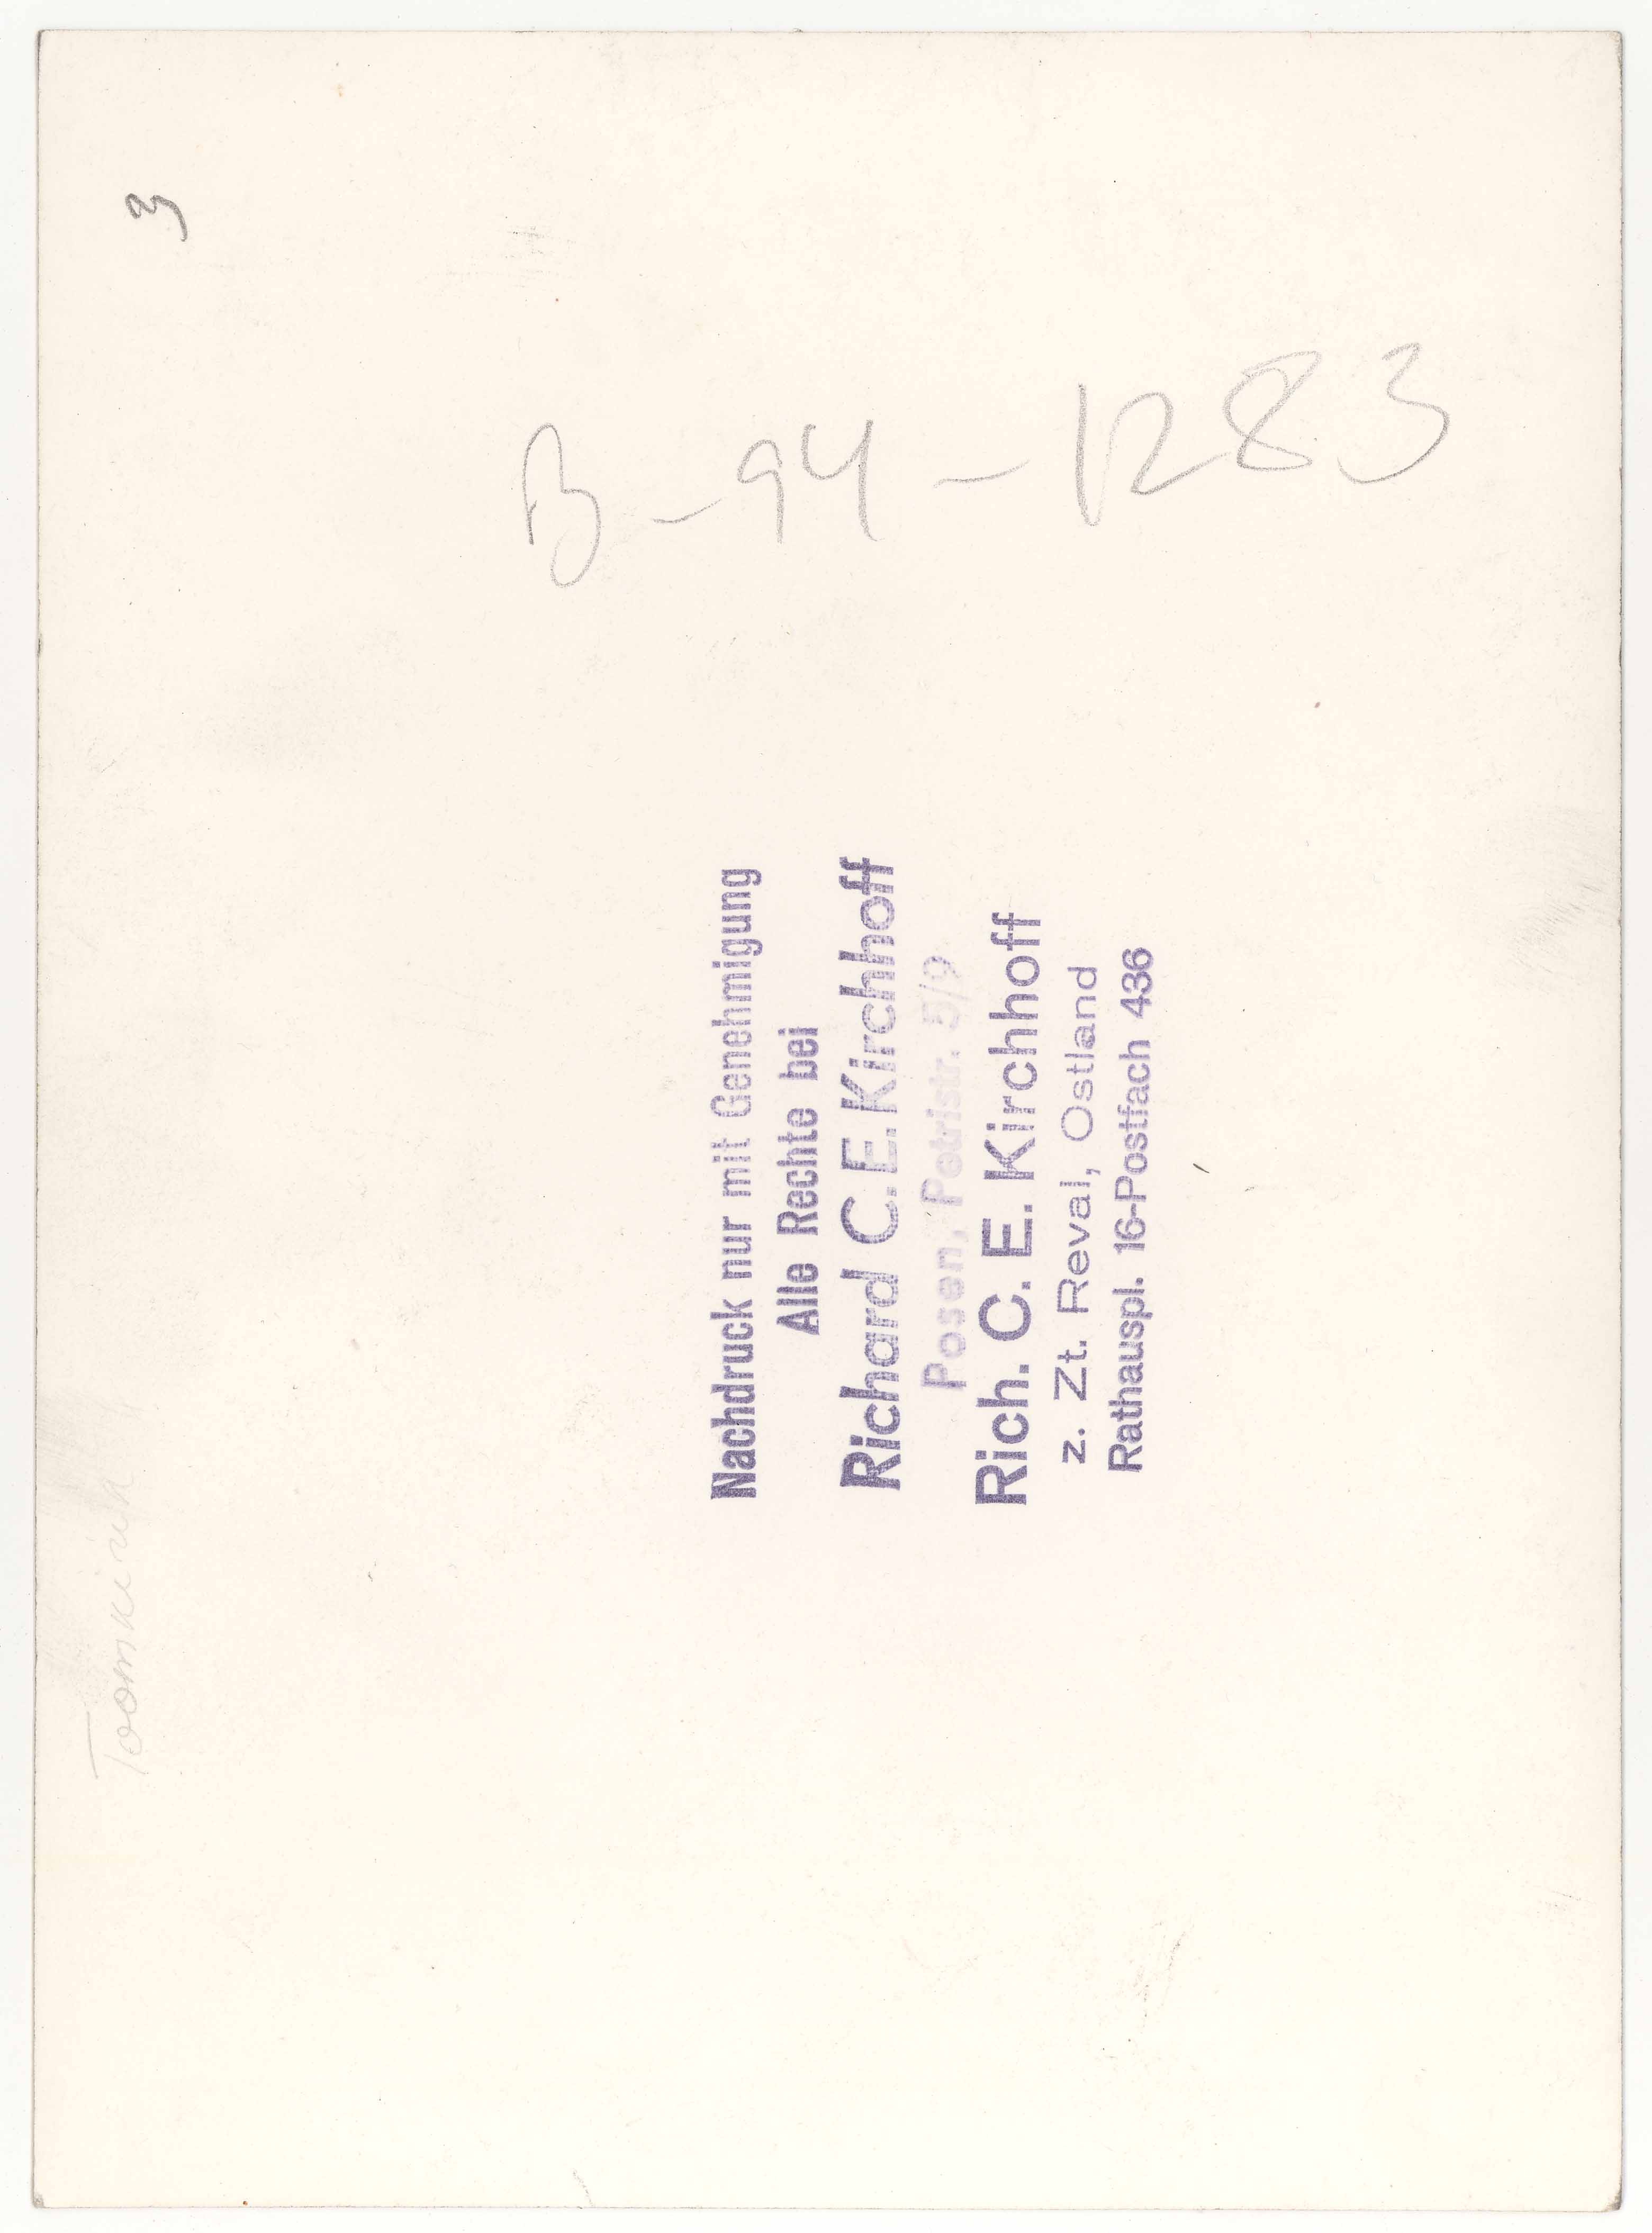 B-94-1283
Nachdruck nur mit Genehmigung
Alle Rechte bei
Richard C. E. Kirchhoff
Posen, Petristr. 5/9
Rich. C. E. Kirchhoff
z. Zt. Reval, Ostland
Rathauspl. 16-Postfach 436
Toomkirik